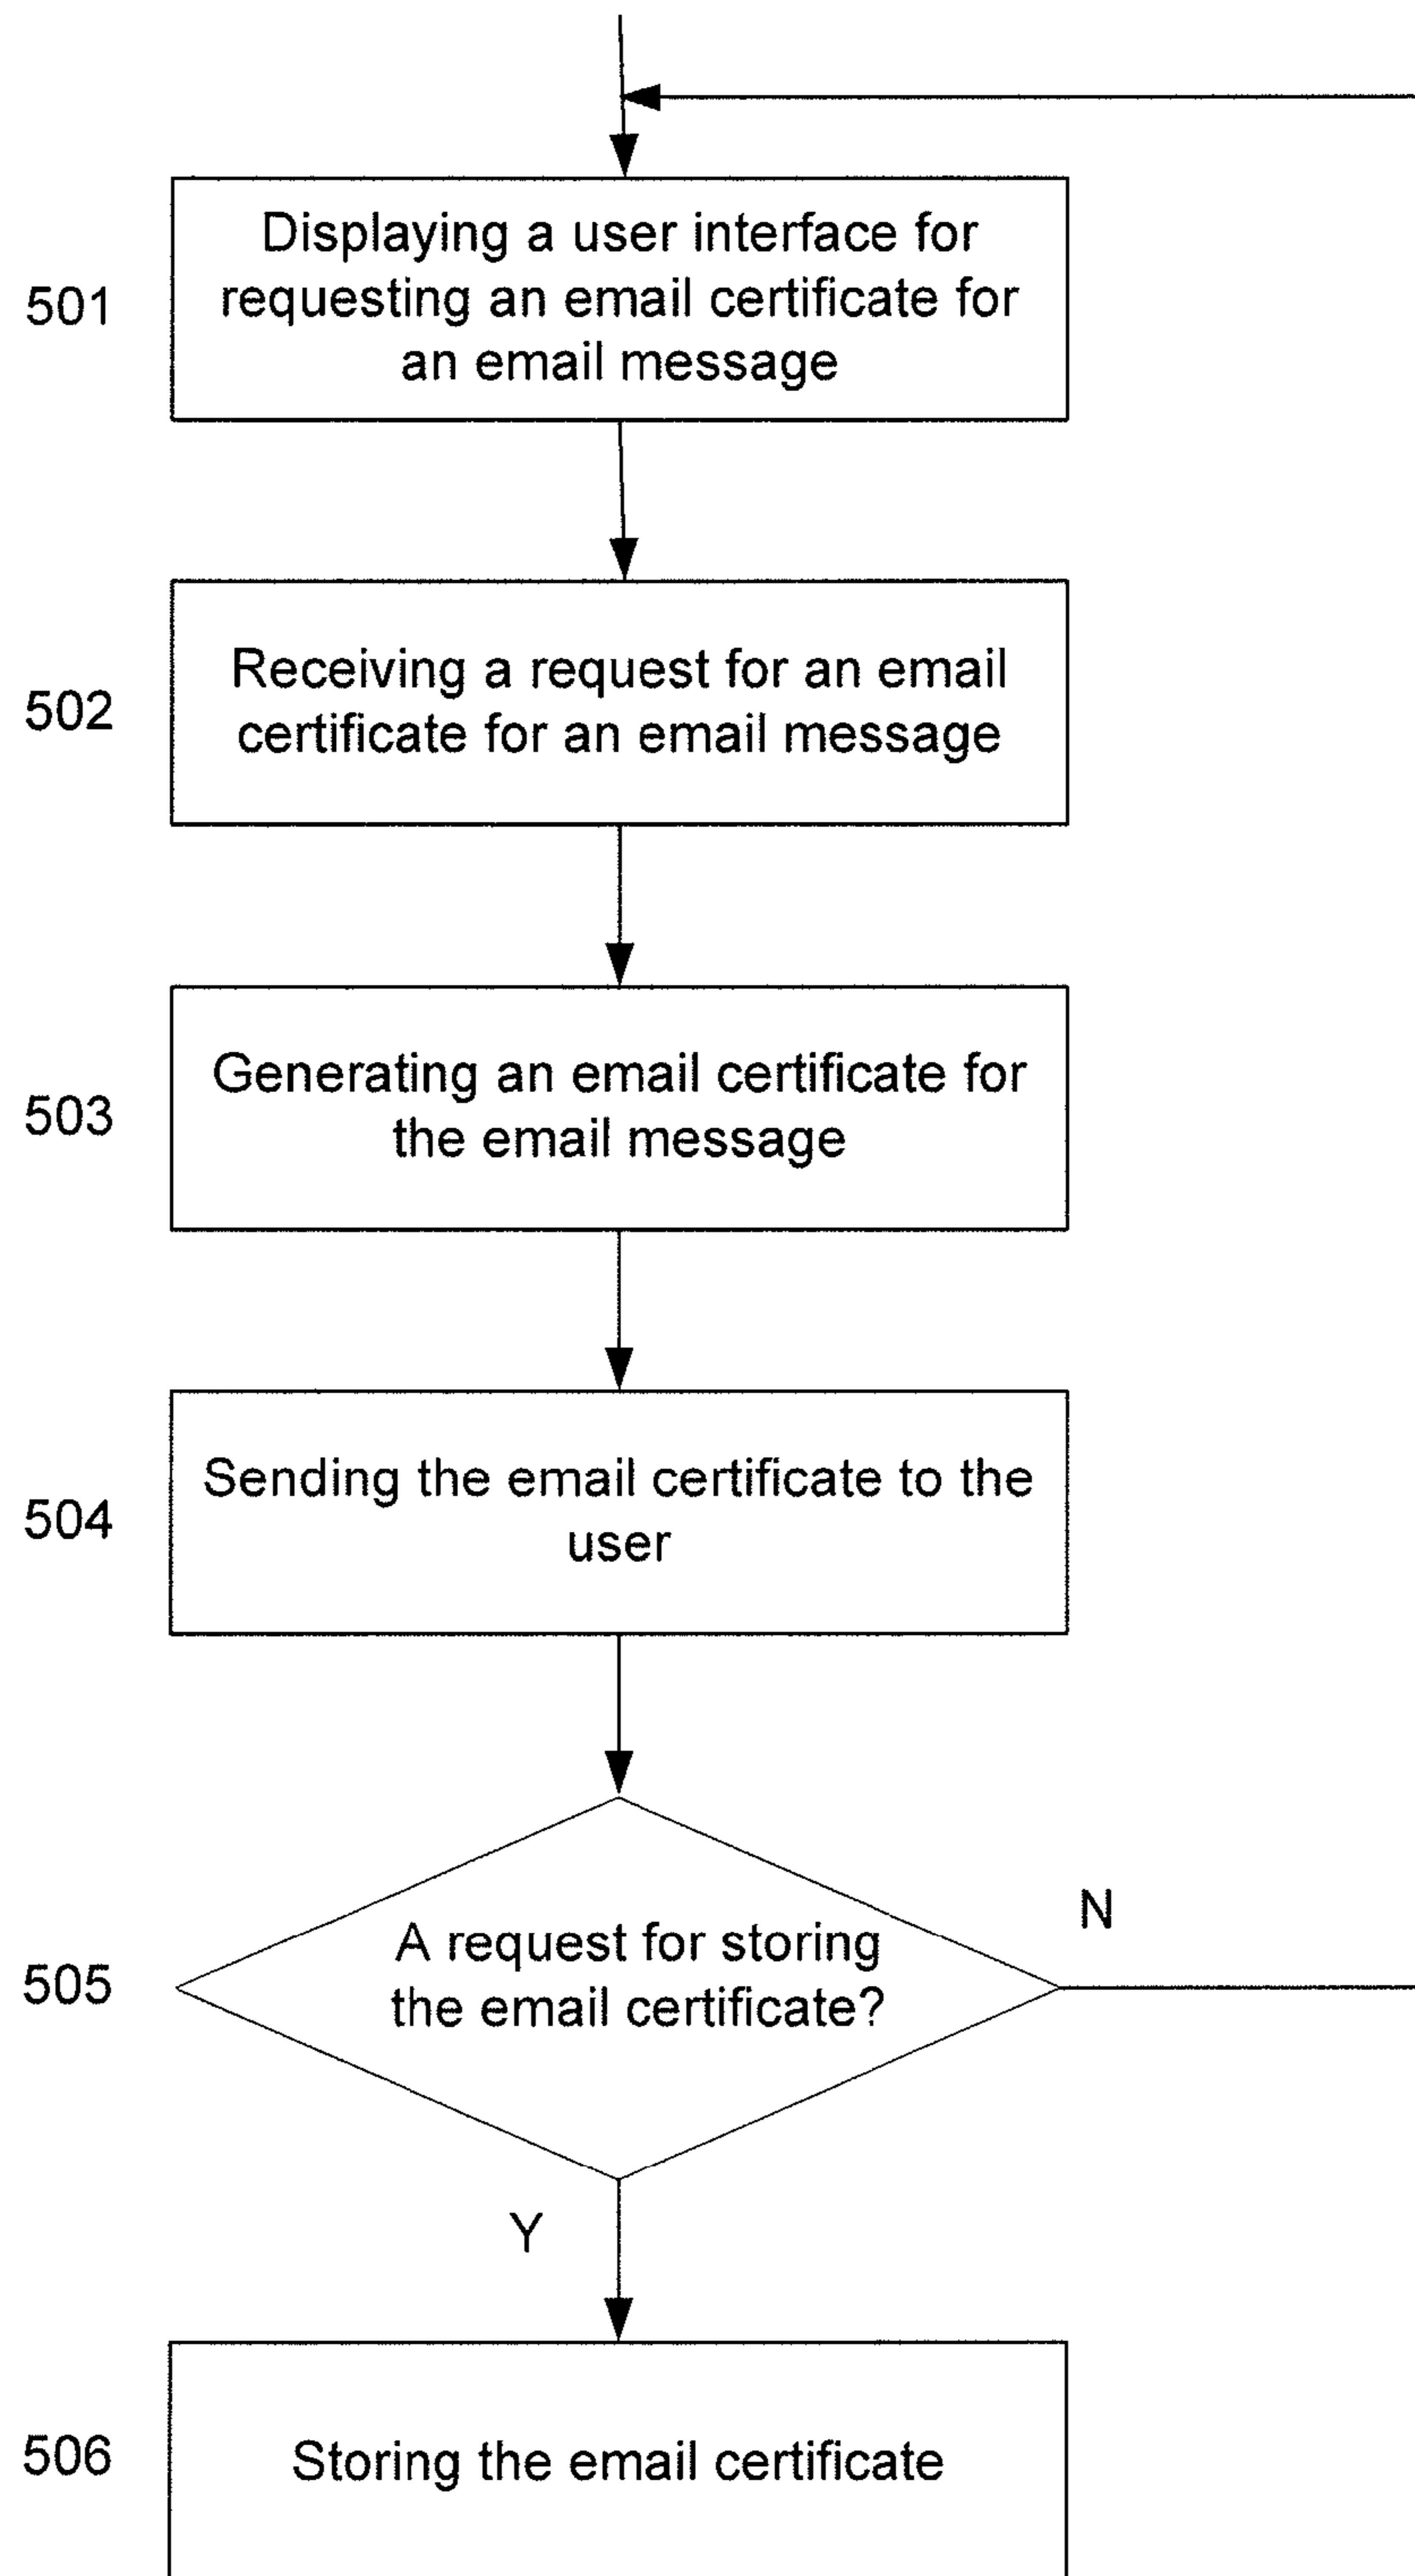 Displaying a user interface for
requesting an email certificate for
an email message
501
Receiving a request for an email
certificate for an email message
502
Generating an email certificate for
the email message
503
Sending the email certificate to the
user
504
A request for storing
the email certificate?
505
N
Y
Storing the email certificate
506